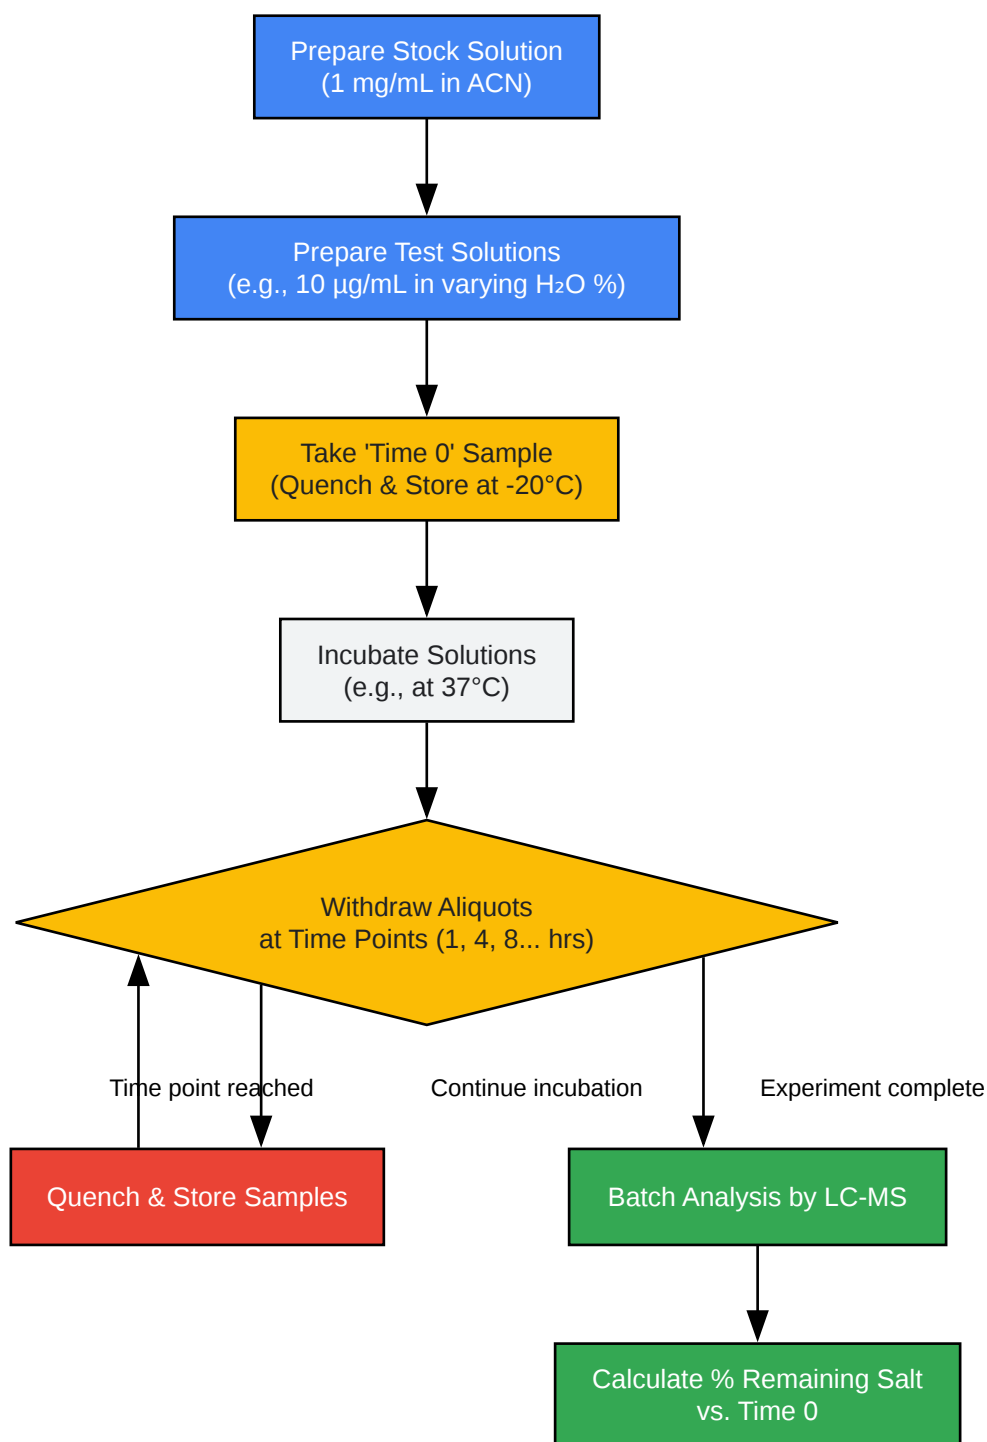 Prepare Stock Solution
(1 mg/mL in ACN)
Prepare Test Solutions
(e.g., 10 µg/mL in varying H₂O %)
Take 'Time 0' Sample
(Quench & Store at -20°C)
Incubate Solutions
(e.g., at 37°C)
Withdraw Aliquots
at Time Points (1, 4, 8... hrs)
Time point reached
Continue incubation
Experiment complete
Quench & Store Samples
Batch Analysis by LC-MS
Calculate % Remaining Salt
vs. Time 0